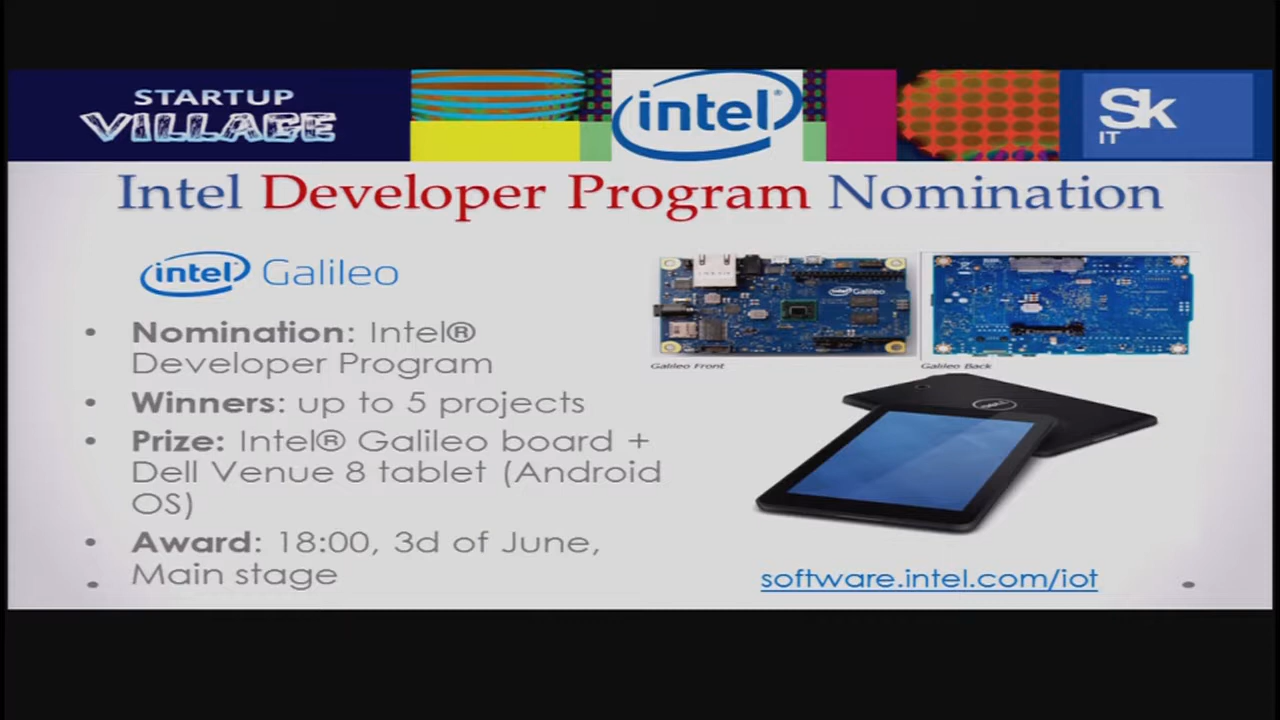 STARTUP
VILLAGE
intel
Sk
IT
Intel Developer Program Nomination
intel Galileo
• Nomination: Intel®
Developer Program
• Winners: up to 5 projects
• Prize: Intel® Galileo board +
Dell Venue 8 tablet (Android
OS)
• Award: 18:00, 3d of June,
Main stage
intel Galileo
Galileo Front
Galileo Back
software.intel.com/iot